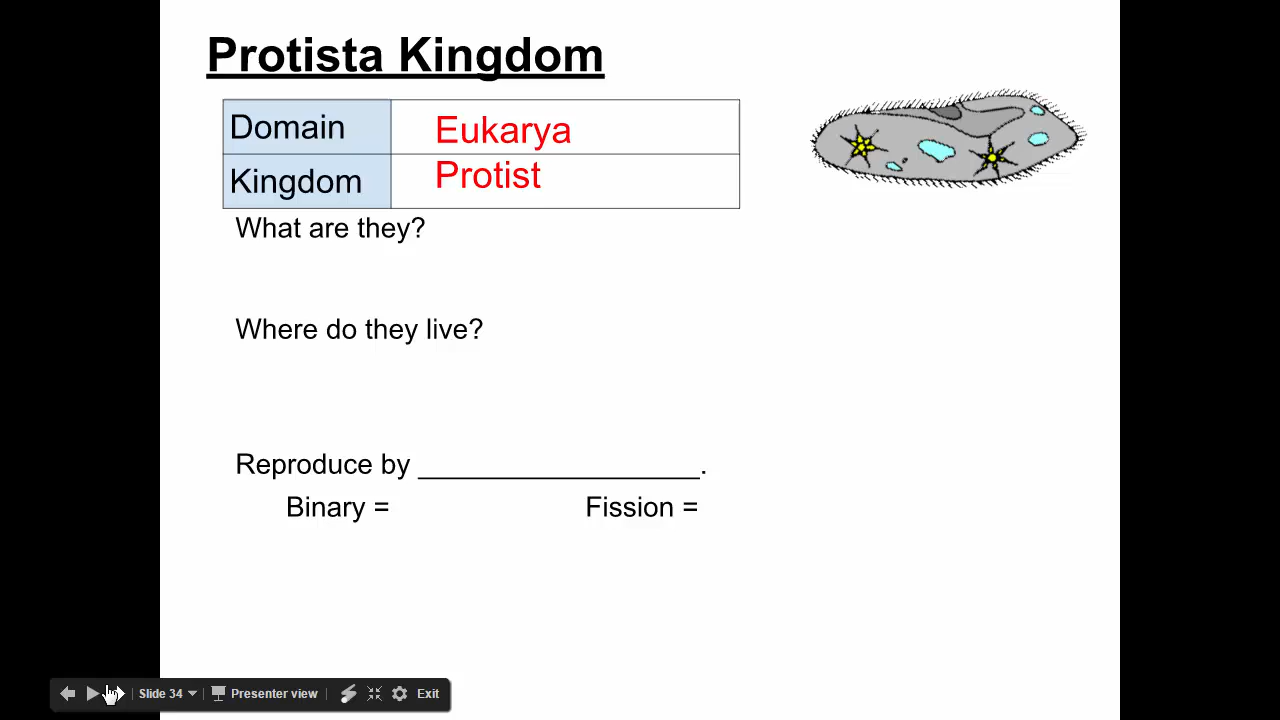 Protista Kingdom
Domain Eukarya
Kingdom Protist
What are they?
Where do they live?
Reproduce by __________________.
Binary = Fission =
Slide 34 Presenter view Exit